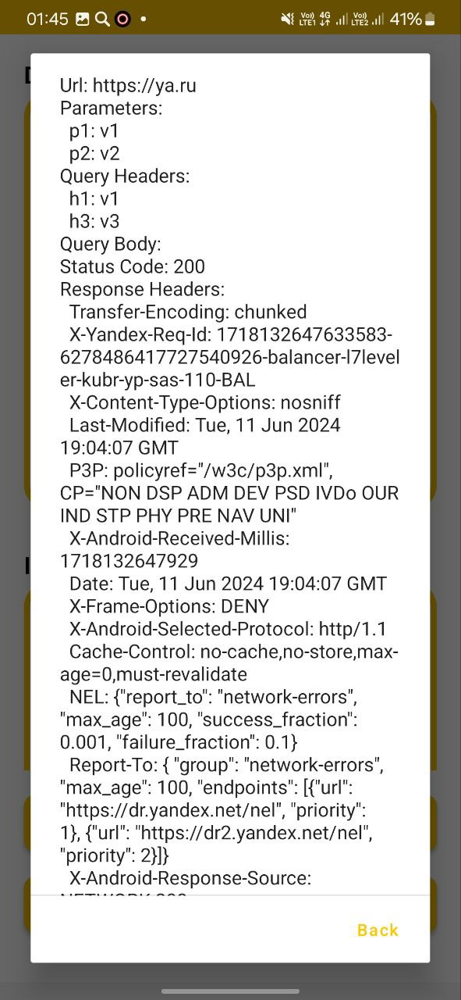 01:45
Vo)) 4G Vo)) 41%
LTE1 LTE2
Url: https://ya.ru
Parameters:
p1: v1
p2: v2
Query Headers:
h1: v1
h3: v3
Query Body:
Status Code: 200
Response Headers:
Transfer-Encoding: chunked
X-Yandex-Req-Id: 1718132647633583-
6278486417727540926-balancer-l7level
er-kubr-yp-sas-110-BAL
X-Content-Type-Options: nosniff
Last-Modified: Tue, 11 Jun 2024
19:04:07 GMT
P3P: policyref="/w3c/p3p.xml",
CP="NON DSP ADM DEV PSD IVDo OUR
IND STP PHY PRE NAV UNI"
X-Android-Received-Millis:
1718132647929
Date: Tue, 11 Jun 2024 19:04:07 GMT
X-Frame-Options: DENY
X-Android-Selected-Protocol: http/1.1
Cache-Control: no-cache,no-store,max-
age=0,must-revalidate
NEL: {"report_to": "network-errors",
"max_age": 100, "success_fraction":
0.001, "failure_fraction": 0.1}
Report-To: { "group": "network-errors",
"max_age": 100, "endpoints": [{"url":
"https://dr.yandex.net/nel", "priority":
1}, {"url": "https://dr2.yandex.net/nel",
"priority": 2}]}
X-Android-Response-Source:
Back